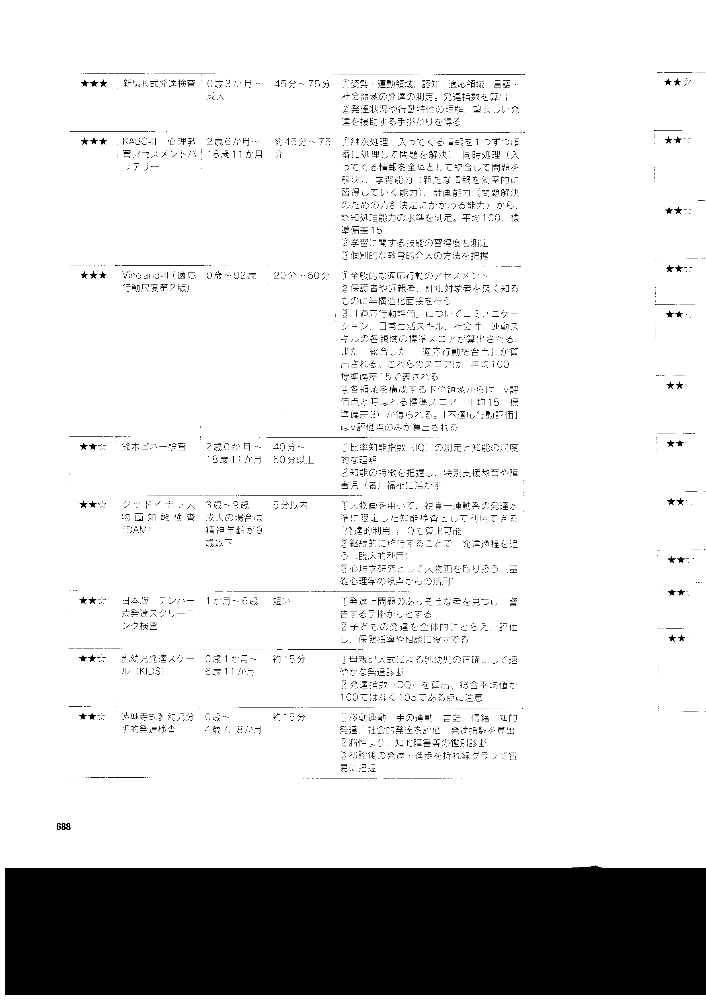 ★★★ 新版K式発達検査 0歳3か月〜 45分〜75分 ①姿勢・運動領域，認知・適応領域，言語・
成人 社会領域の発達の測定。発達指数を算出
②発達状況や行動特性の理解，望ましい発
達を援助する手掛かりを得る
★★★ KABC-II 心理教 2歳6か月〜 約45分〜75 ①継次処理（入ってくる情報を1つずつ順
育アセスメントバ 18歳11か月 分 番に処理して問題を解決），同時処理（入
ッテリー ってくる情報を全体として統合して問題を
解決），学習能力（新たな情報を効率的に
習得していく能力），計画能力（問題解決
のための方針決定にかかわる能力）から，
認知処理能力の水準を測定。平均100，標
準偏差15
②学習に関する技能の習得度も測定
③個別的な教育的介入の方法を把握
★★★ Vineland-II（適応 0歳〜92歳 20分〜60分 ①全般的な適応行動のアセスメント
行動尺度第2版） ②保護者や近親者，評価対象者を良く知る
ものに半構造化面接を行う
③「適応行動評価」についてコミュニケー
ション，日常生活スキル，社会性，運動ス
キルの各領域の標準スコアが算出される。
また，総合した，「適応行動総合点」が算
出される。これらのスコアは，平均100・
標準偏差15で表される
④各領域を構成する下位領域からは，v評
価点と呼ばれる標準スコア（平均15，標
準偏差3）が得られる。「不適応行動評価」
はv評価点のみが算出される
★★☆ 鈴木ビネー検査 2歳0か月〜 40分〜 ①比率知能指数（IQ）の測定と知能の尺度
18歳11か月 50分以上 的な理解
②知能の特徴を把握し，特別支援教育や障
害児（者）福祉に活かす
★★☆ グッドイナフ人 3歳〜9歳 5分以内 ①人物画を用いて，視覚―運動系の発達水
物画知能検査 成人の場合は 準に限定した知能検査として利用できる
（DAM） 精神年齢が9 （発達的利用）。IQも算出可能
歳以下 ②継続的に施行することで，発達過程を追
う（臨床的利用）
③心理学研究として人物画を取り扱う（基
礎心理学の視点からの活用）
★★☆ 日本版 デンバー 1か月〜6歳 短い ①発達上問題のありそうな者を見つけ，警
式発達スクリーニ 告する手掛かりとする
ング検査 ②子どもの発達を全体的にとらえ，評価
し，保健指導や相談に役立てる
★★☆ 乳幼児発達スケー 0歳1か月〜 約15分 ①母親記入式による乳幼児の正確にして速
ル（KIDS） 6歳11か月 やかな発達診断
②発達指数（DQ）を算出。総合平均値が
100ではなく105である点に注意
★★☆ 遠城寺式乳幼児分 0歳〜 約15分 ①移動運動，手の運動，言語，情緒，知的
析的発達検査 4歳7，8か月 発達，社会的発達を評価。発達指数を算出
②脳性まひ，知的障害等の鑑別診断
③初診後の発達・進歩を折れ線グラフで容
易に把握
688
★★☆
★★☆
★★☆
★★☆
★★☆
★★☆
★★☆
★★☆
★★☆
★★☆
★★☆